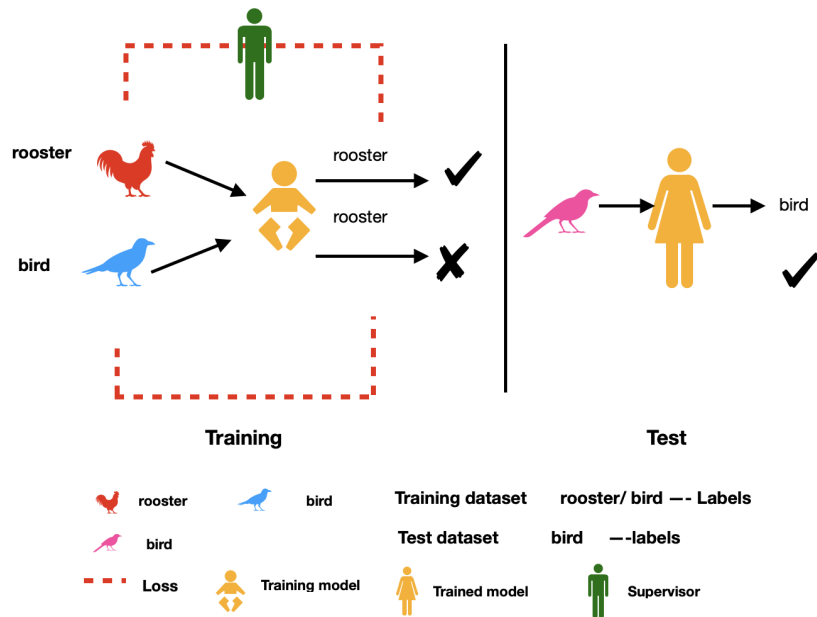 rooster
rooster
rooster
bird
bird
Training
Test
rooster
bird
Training dataset rooster/ bird —- Labels
bird
Test dataset bird —-labels
Loss
Training model
Trained model
Supervisor